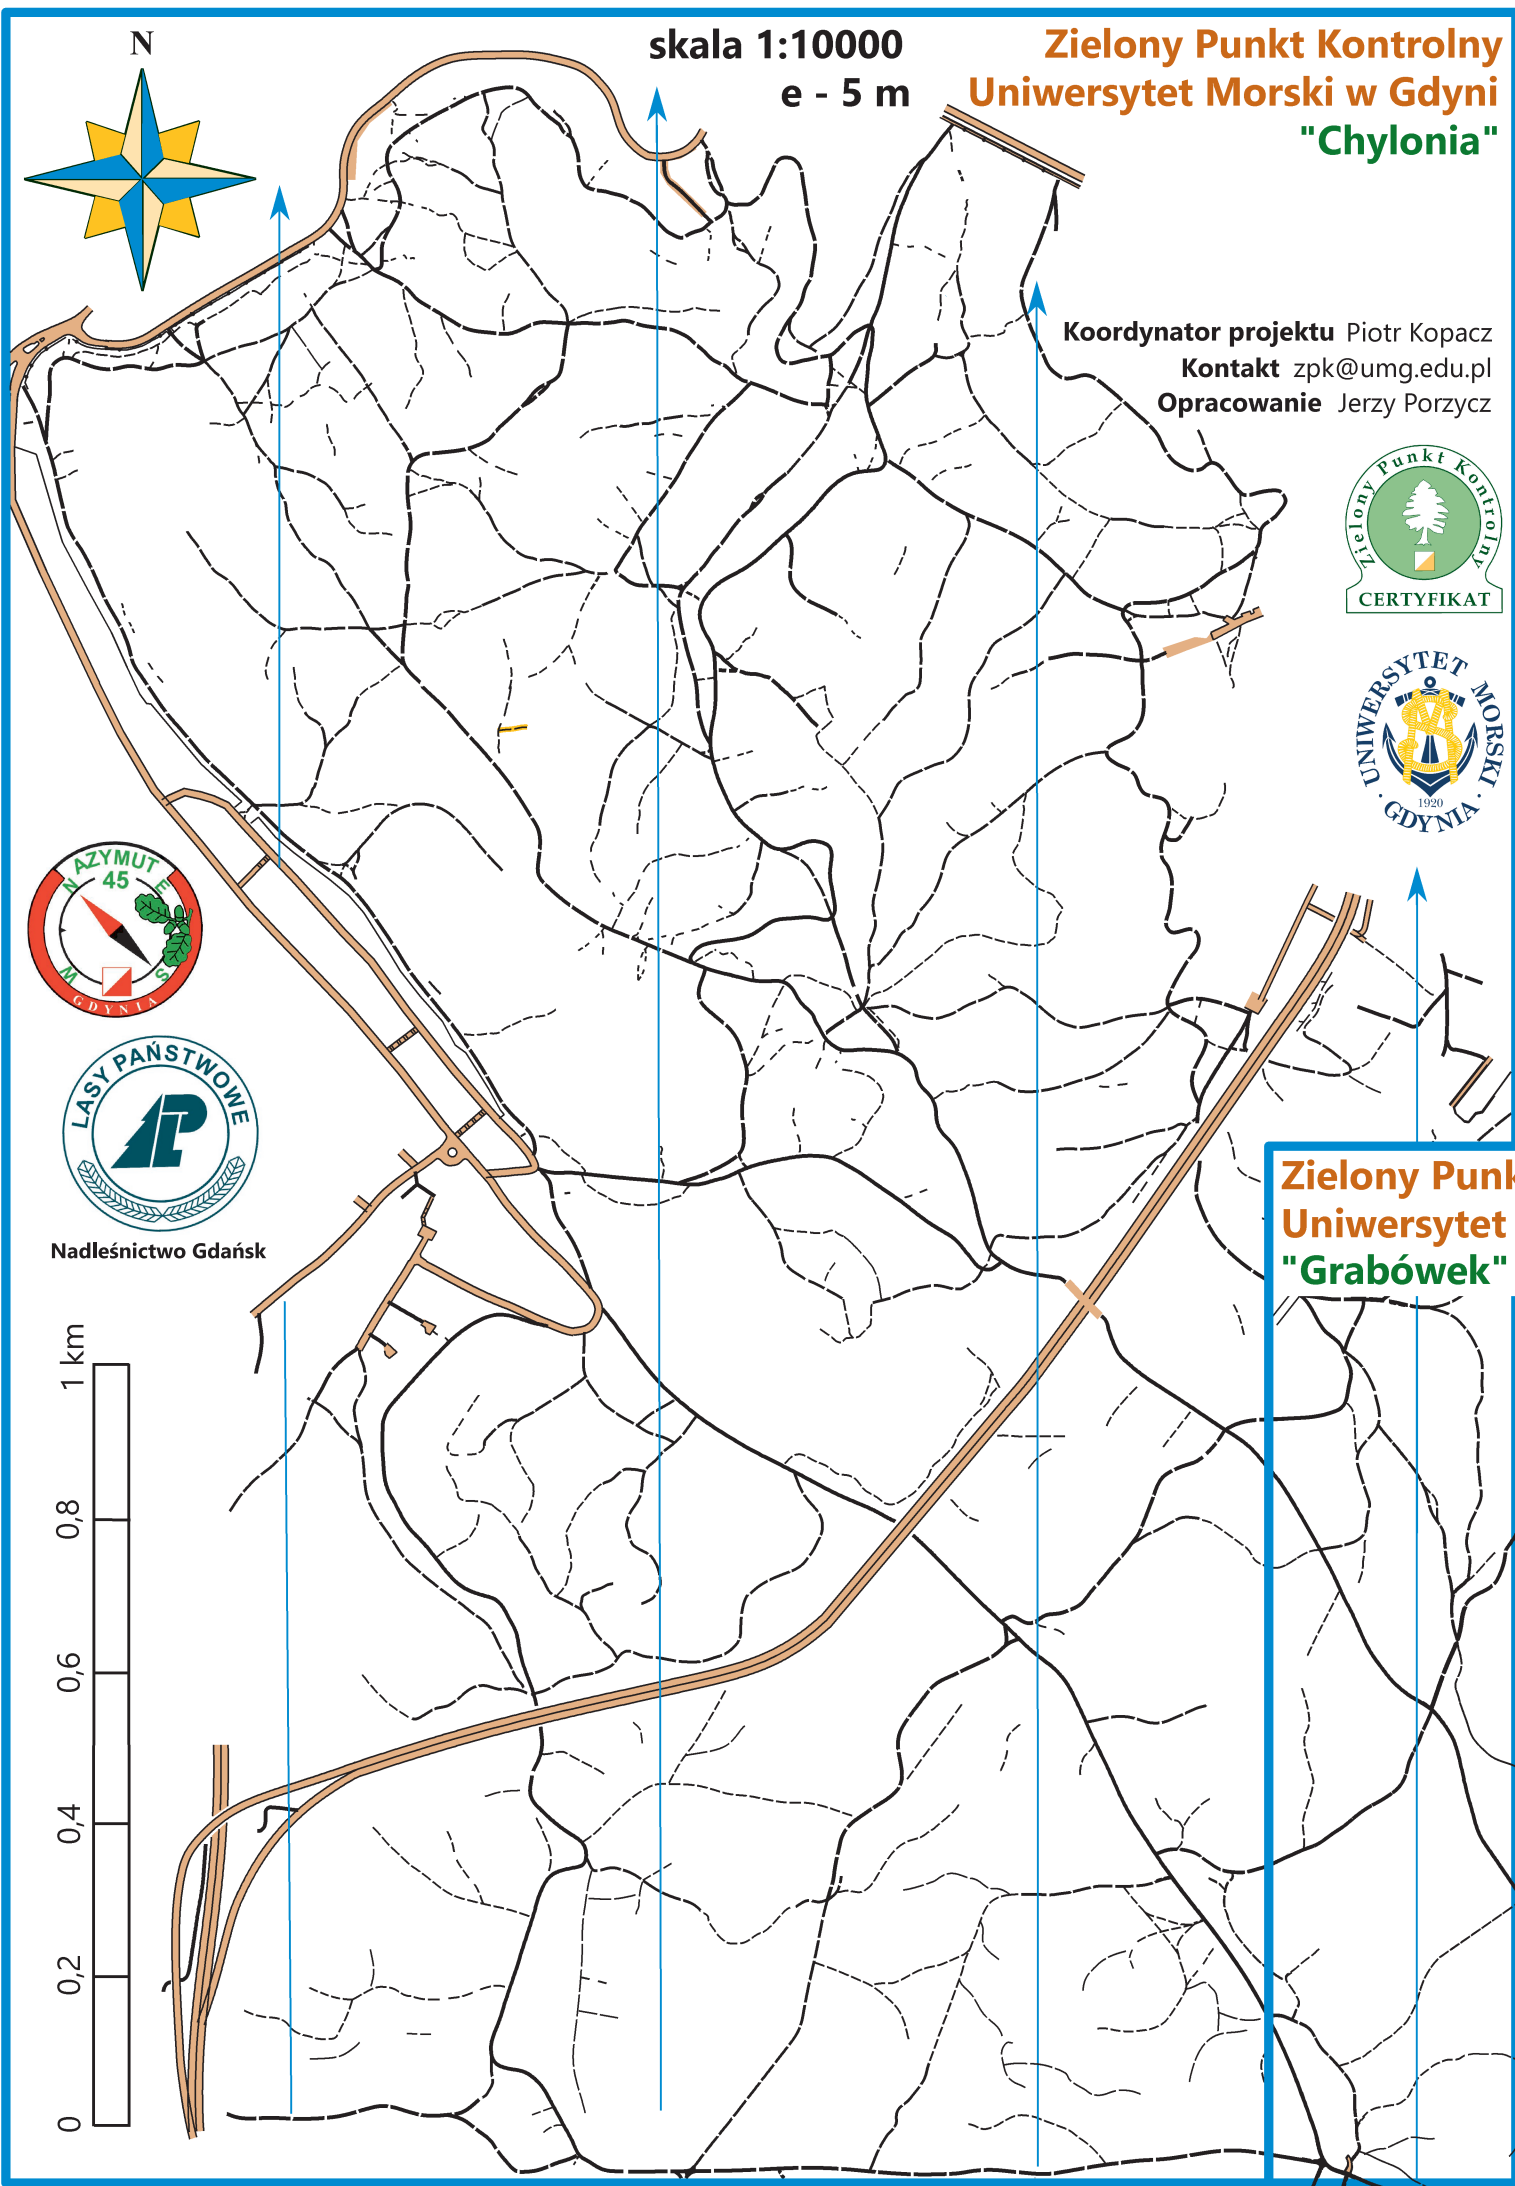 N
skala 1:10000
e - 5 m
Zielony Punkt Kontrolny
Uniwersytet Morski w Gdyni
"Chylonia"
Koordynator projektu Piotr Kopacz
Kontakt zpk@umg.edu.pl
Opracowanie Jerzy Porzycz
Zielony Punkt Kontrolny
CERTYFIKAT
UNIWERSYTET MORSKI
· GDYNIA ·
1920
AZYMUT
45
N E
W S
GDYNIA
LASY PAŃSTWOWE
LP
Nadleśnictwo Gdańsk
Zielony Punk
Uniwersytet
"Grabówek"
1 km
0,8
0,6
0,4
0,2
0